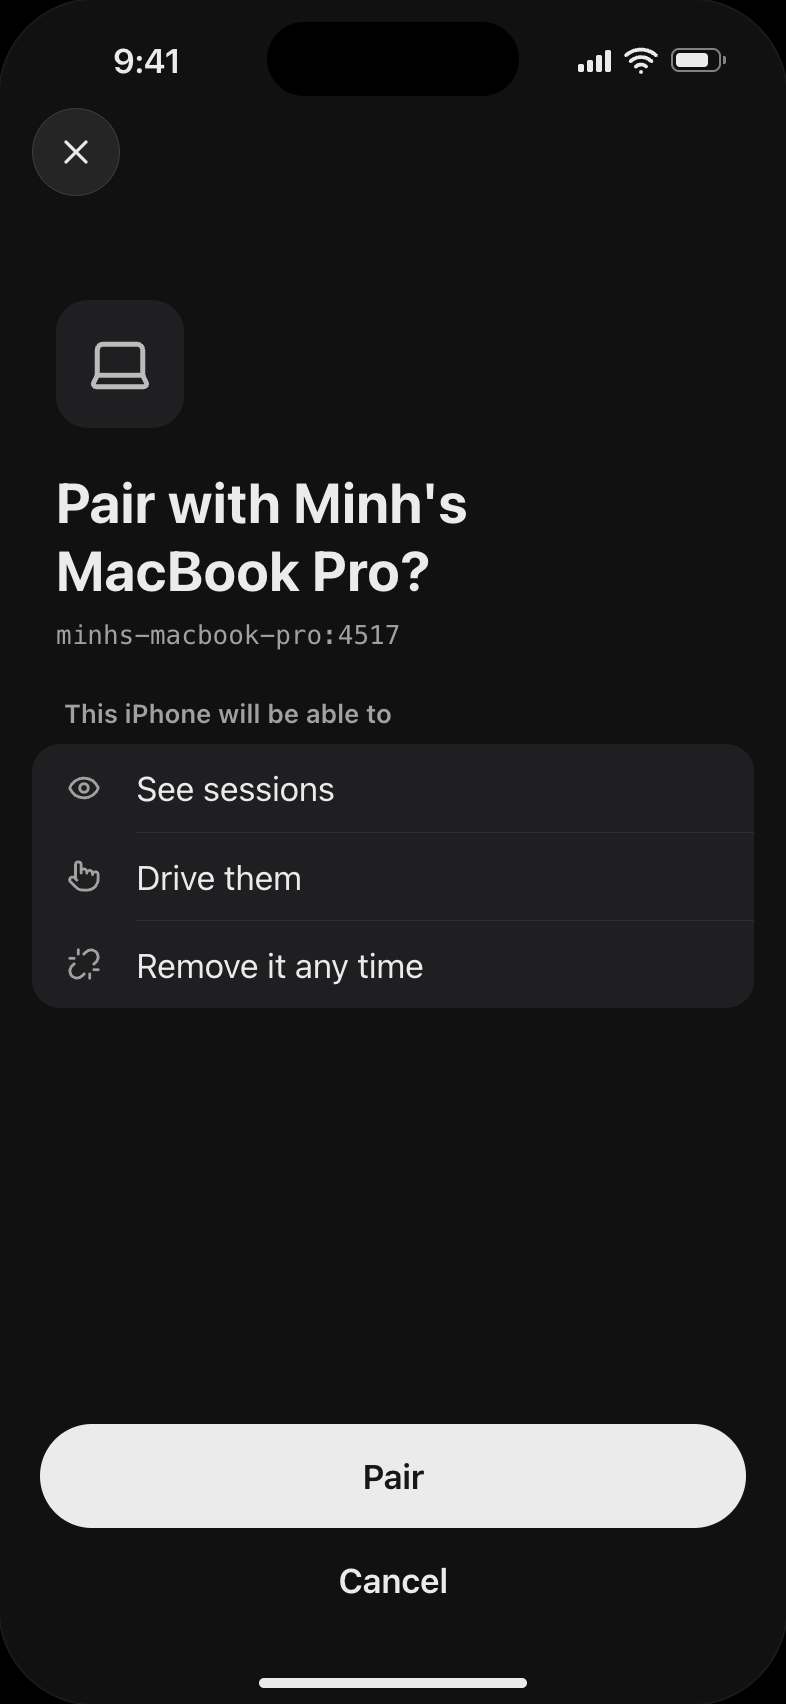 9:41
Pair with Minh's
MacBook Pro?
minhs-macbook-pro:4517
This iPhone will be able to
See sessions
Drive them
Remove it any time
Pair
Cancel